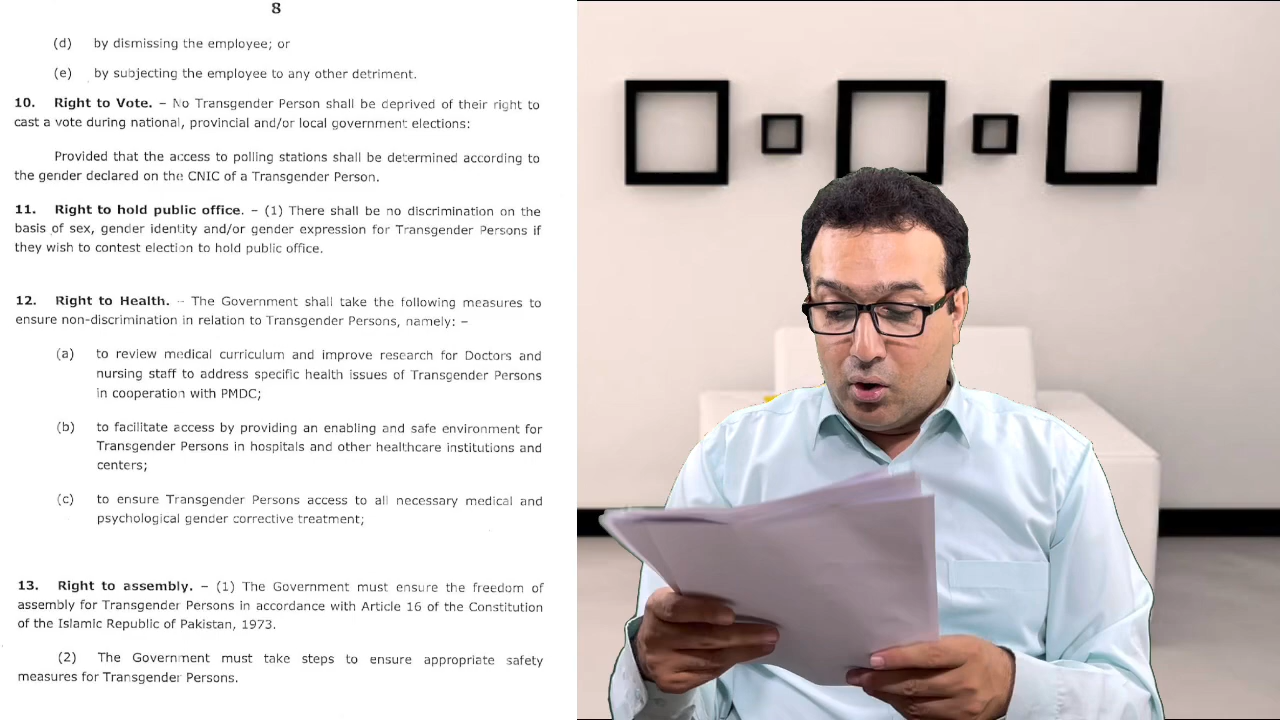 8
(d) by dismissing the employee; or
(e) by subjecting the employee to any other detriment.
10. Right to Vote. – No Transgender Person shall be deprived of their right to
cast a vote during national, provincial and/or local government elections:
Provided that the access to polling stations shall be determined according to
the gender declared on the CNIC of a Transgender Person.
11. Right to hold public office. – (1) There shall be no discrimination on the
basis of sex, gender identity and/or gender expression for Transgender Persons if
they wish to contest election to hold public office.
12. Right to Health. – The Government shall take the following measures to
ensure non-discrimination in relation to Transgender Persons, namely: –
(a) to review medical curriculum and improve research for Doctors and
nursing staff to address specific health issues of Transgender Persons
in cooperation with PMDC;
(b) to facilitate access by providing an enabling and safe environment for
Transgender Persons in hospitals and other healthcare institutions and
centers;
(c) to ensure Transgender Persons access to all necessary medical and
psychological gender corrective treatment;
13. Right to assembly. – (1) The Government must ensure the freedom of
assembly for Transgender Persons in accordance with Article 16 of the Constitution
of the Islamic Republic of Pakistan, 1973.
(2) The Government must take steps to ensure appropriate safety
measures for Transgender Persons.